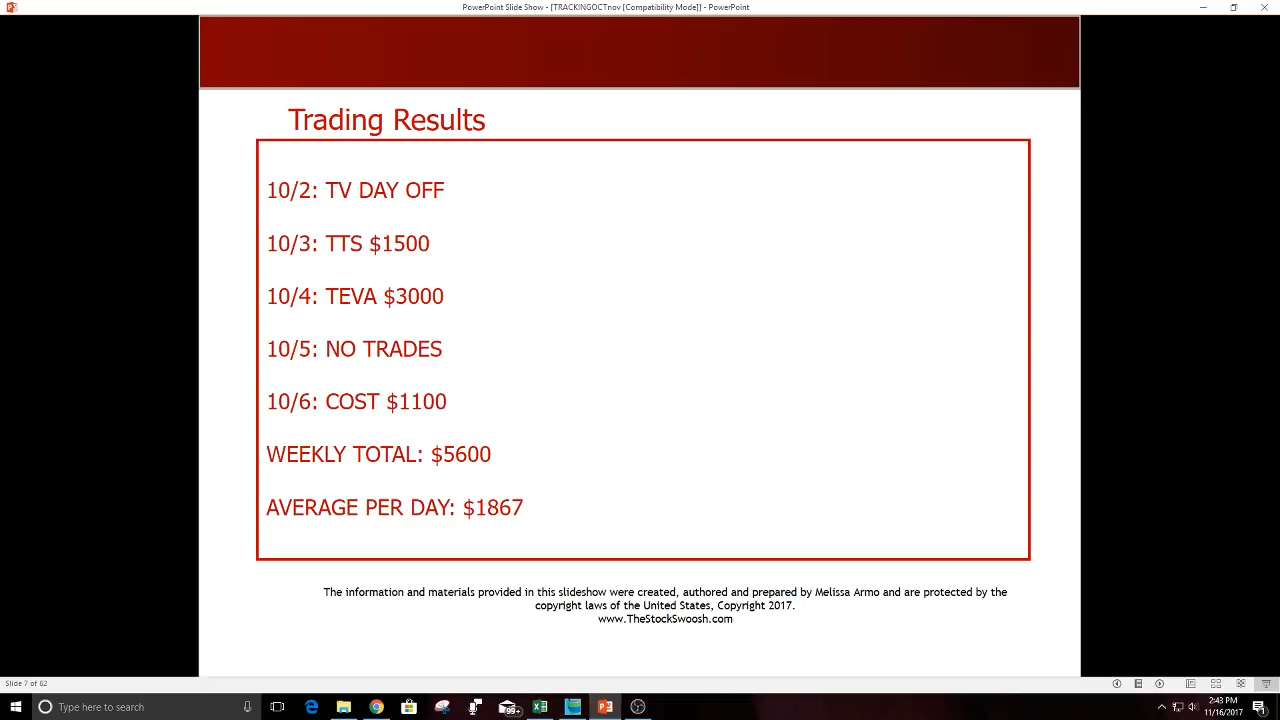 PowerPoint Slide Show - [TRACKINGOCTnov [Compatibility Mode]] - PowerPoint
Trading Results
10/2: TV DAY OFF
10/3: TTS $1500
10/4: TEVA $3000
10/5: NO TRADES
10/6: COST $1100
WEEKLY TOTAL: $5600
AVERAGE PER DAY: $1867
The information and materials provided in this slideshow were created, authored and prepared by Melissa Armo and are protected by the
copyright laws of the United States, Copyright 2017.
www.TheStockSwoosh.com
Slide 7 of 62
Type here to search
99+
2:43 PM
11/16/2017
1